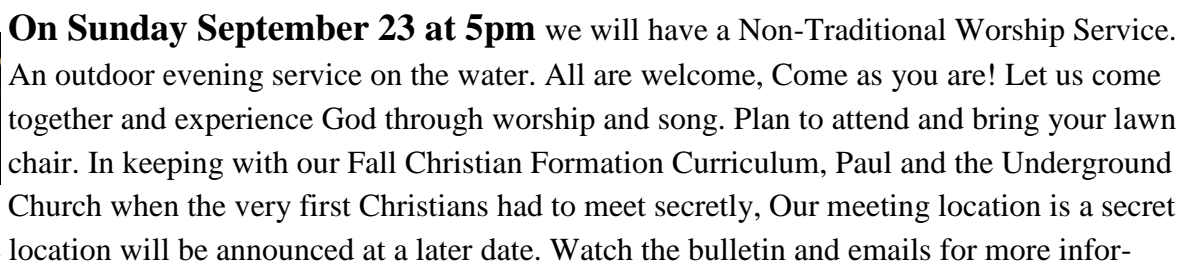 On Sunday September 23 at 5pm we will have a Non-Traditional Worship Service.
An outdoor evening service on the water. All are welcome, Come as you are! Let us come
together and experience God through worship and song. Plan to attend and bring your lawn
chair. In keeping with our Fall Christian Formation Curriculum, Paul and the Underground
Church when the very first Christians had to meet secretly, Our meeting location is a secret
location will be announced at a later date. Watch the bulletin and emails for more infor-